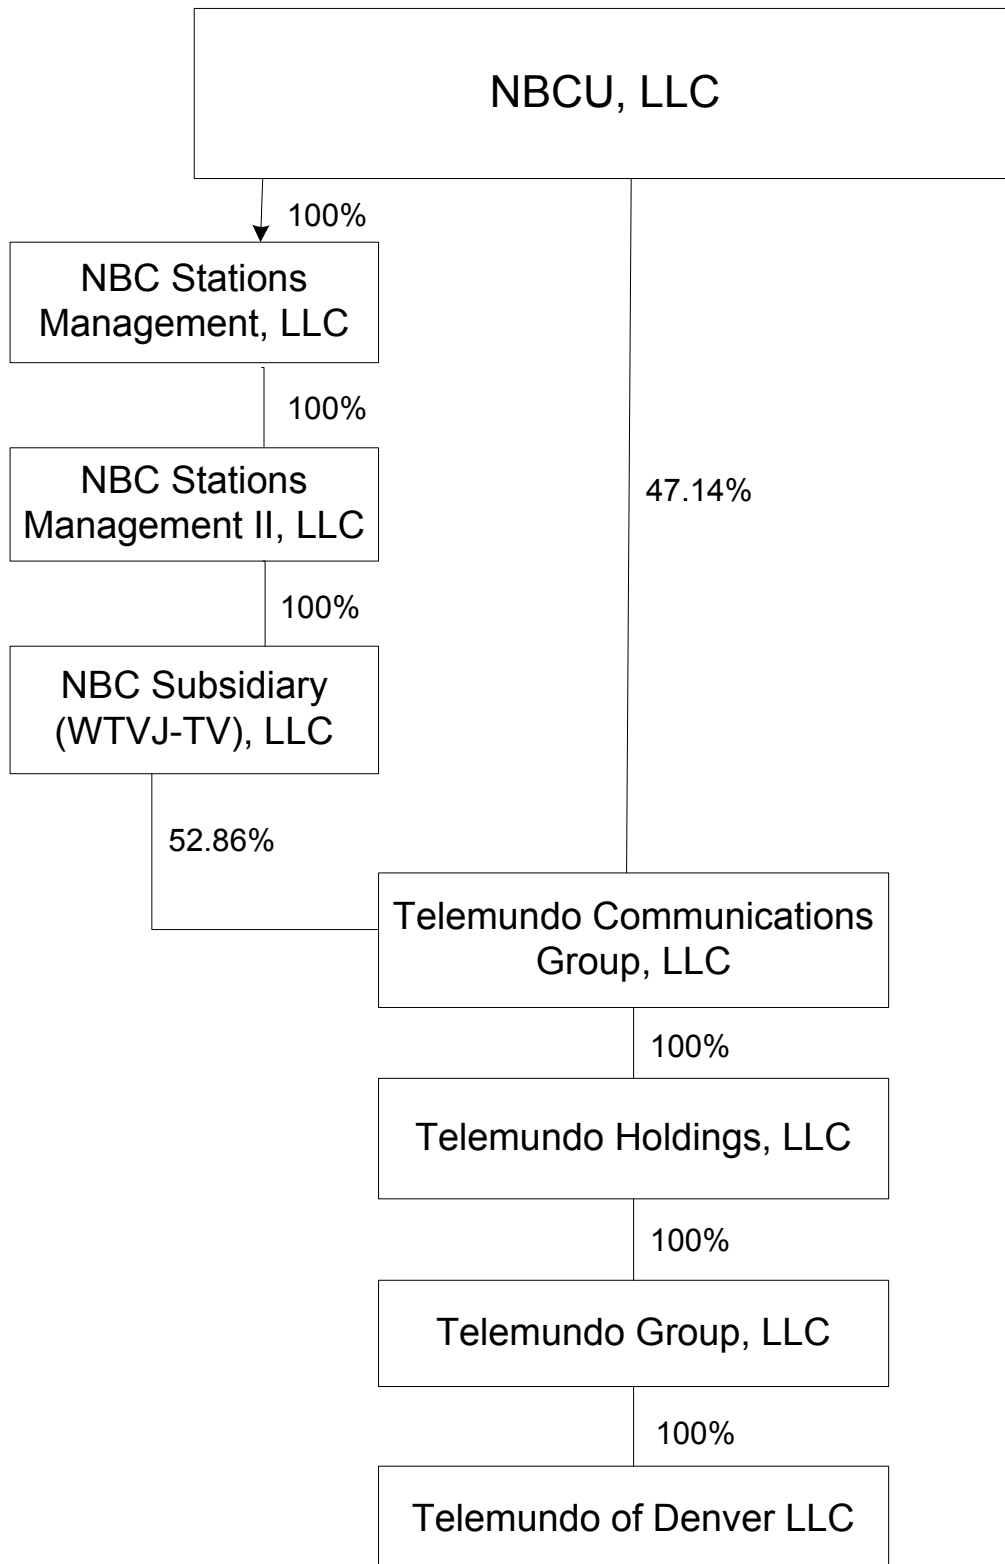 NBCU, LLC
100%
NBC Stations
Management, LLC
100%
NBC Stations
Management II, LLC
47.14%
100%
NBC Subsidiary
(WTVJ-TV), LLC
52.86%
Telemundo Communications
Group, LLC
100%
Telemundo Holdings, LLC
100%
Telemundo Group, LLC
100%
Telemundo of Denver LLC